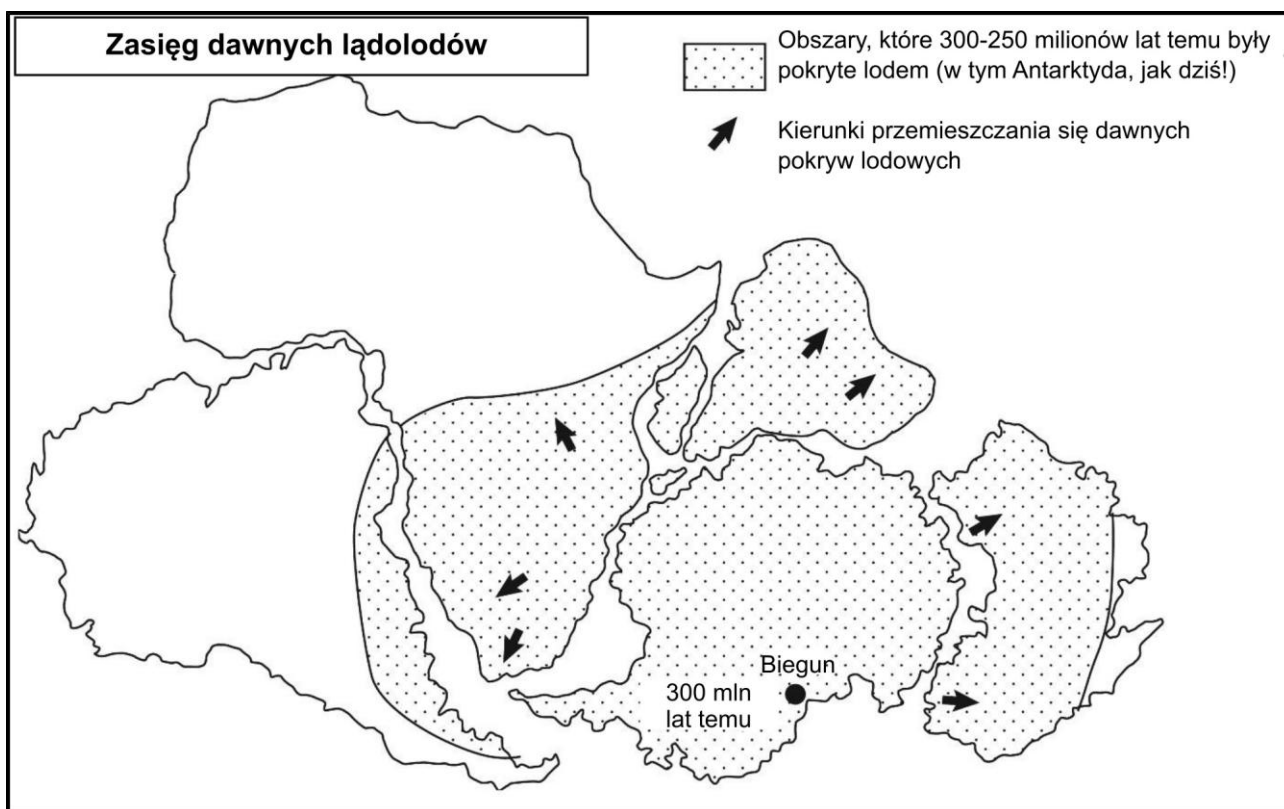 Zasięg dawnych lądolodów
Obszary, które 300-250 milionów lat temu były
pokryte lodem (w tym Antarktyda, jak dziś!)
Kierunki przemieszczania się dawnych
pokryw lodowych
Biegun
300 mln
lat temu